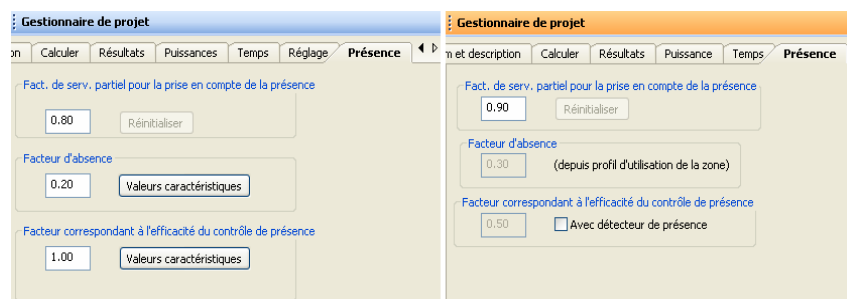 Gestionnaire de projet
on Calculer Résultats Puissances Temps Réglage Présence
Fact. de serv. partiel pour la prise en compte de la présence
0.80 Réinitialiser
Facteur d'absence
0.20 Valeurs caractéristiques
Facteur correspondant à l'efficacité du contrôle de présence
1.00 Valeurs caractéristiques
Gestionnaire de projet
m et description Calculer Résultats Puissance Temps Présence
Fact. de serv. partiel pour la prise en compte de la présence
0.90 Réinitialiser
Facteur d'absence
0.30 (depuis profil d'utilisation de la zone)
Facteur correspondant à l'efficacité du contrôle de présence
0.50 Avec détecteur de présence